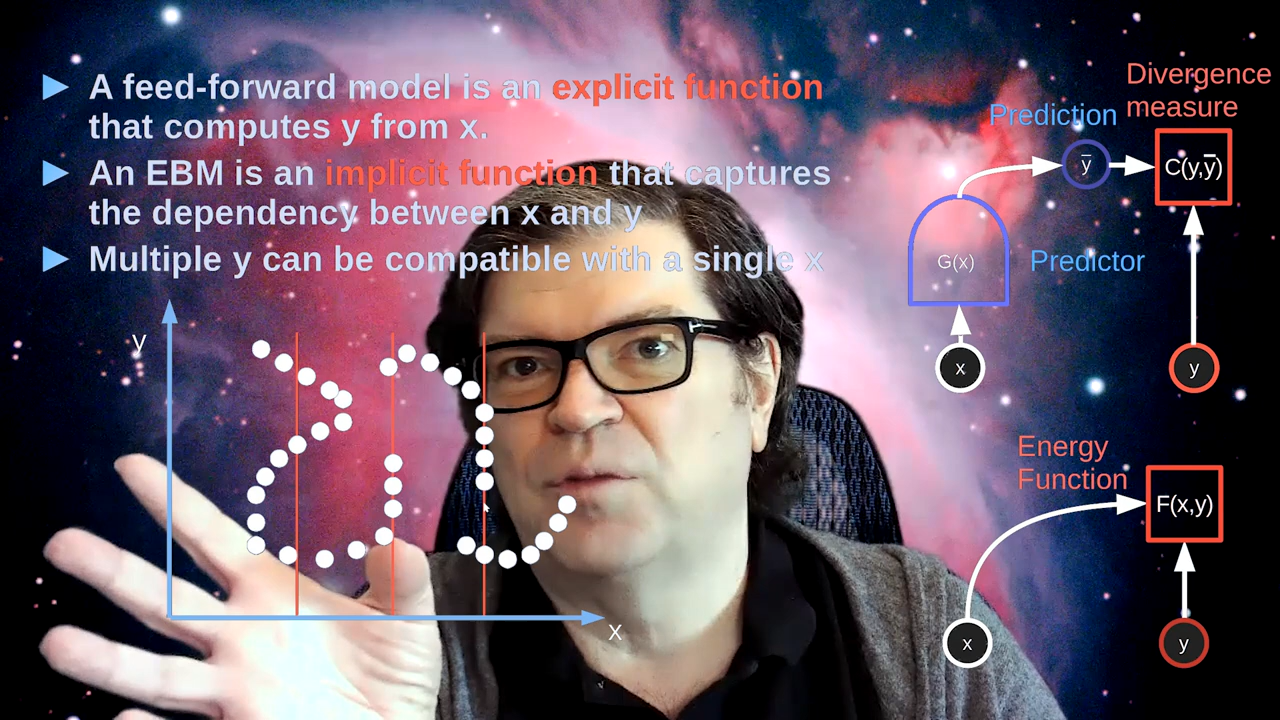 A feed-forward model is an explicit function
that computes y from x.
An EBM is an implicit function that captures
the dependency between x and y
Multiple y can be compatible with a single x
y
x
Divergence
measure
Prediction
ȳ
C(y,ȳ)
G(x)
Predictor
x
y
Energy
Function
F(x,y)
x
y